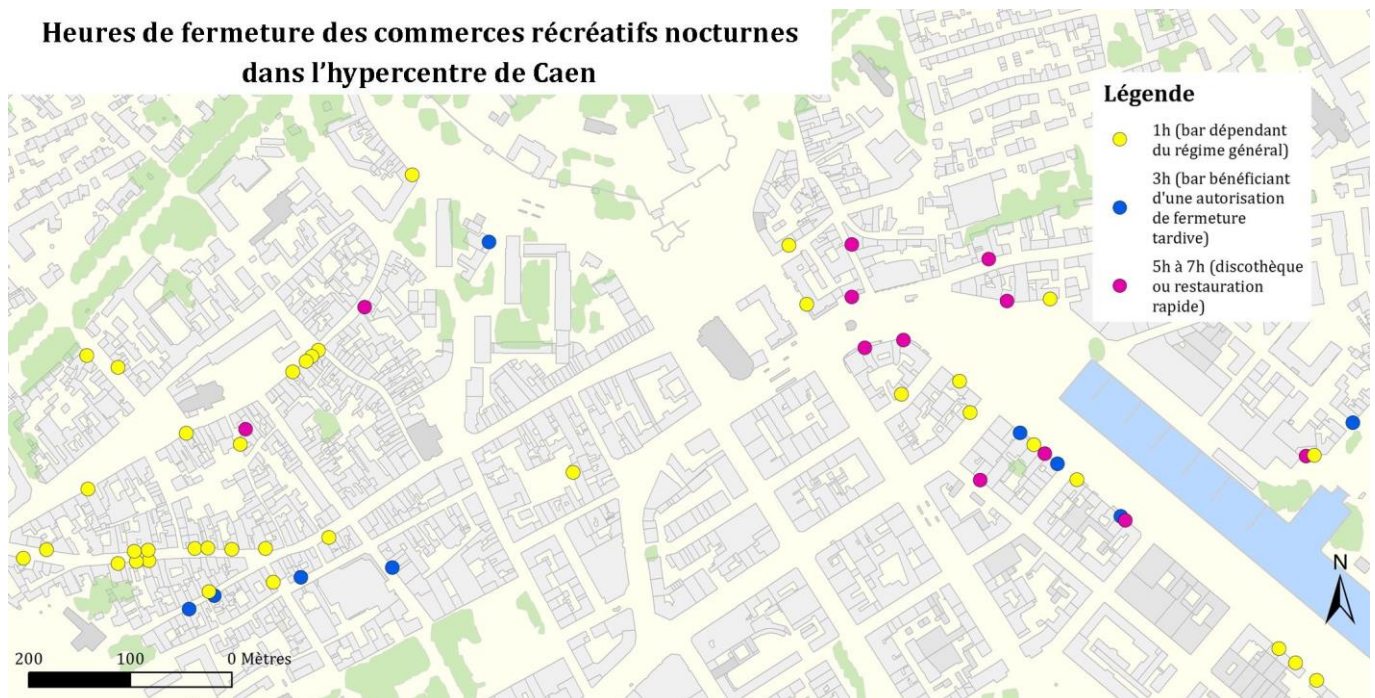 Heures de fermeture des commerces récréatifs nocturnes
dans l'hypercentre de Caen
Légende
1h (bar dépendant
du régime général)
3h (bar bénéficiant
d'une autorisation
de fermeture
tardive)
5h à 7h (discothèque
ou restauration
rapide)
N
200 100 0 Mètres